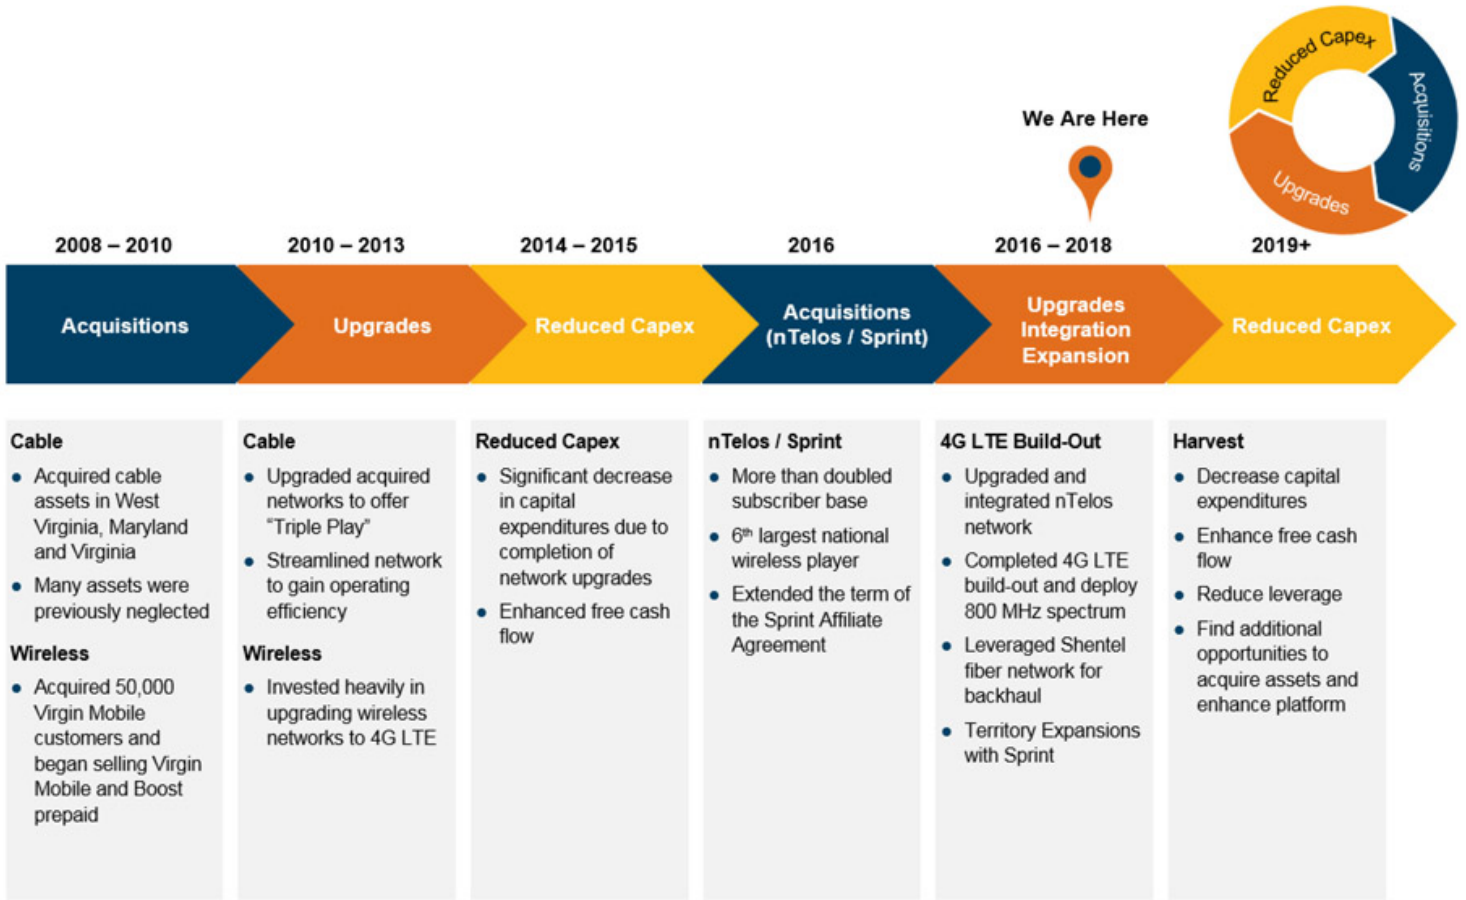 Reduced Capex
Acquisitions
Upgrades
We Are Here
2008 – 2010
2010 – 2013
2014 – 2015
2016
2016 – 2018
2019+
Acquisitions
Upgrades
Reduced Capex
Acquisitions
(nTelos / Sprint)
Upgrades
Integration
Expansion
Reduced Capex
Cable
• Acquired cable
assets in West
Virginia, Maryland
and Virginia
• Many assets were
previously neglected
Wireless
• Acquired 50,000
Virgin Mobile
customers and
began selling Virgin
Mobile and Boost
prepaid
Cable
• Upgraded acquired
networks to offer
“Triple Play”
• Streamlined network
to gain operating
efficiency
Wireless
• Invested heavily in
upgrading wireless
networks to 4G LTE
Reduced Capex
• Significant decrease
in capital
expenditures due to
completion of
network upgrades
• Enhanced free cash
flow
nTelos / Sprint
• More than doubled
subscriber base
• 6th largest national
wireless player
• Extended the term of
the Sprint Affiliate
Agreement
4G LTE Build-Out
• Upgraded and
integrated nTelos
network
• Completed 4G LTE
build-out and deploy
800 MHz spectrum
• Leveraged Shentel
fiber network for
backhaul
• Territory Expansions
with Sprint
Harvest
• Decrease capital
expenditures
• Enhance free cash
flow
• Reduce leverage
• Find additional
opportunities to
acquire assets and
enhance platform